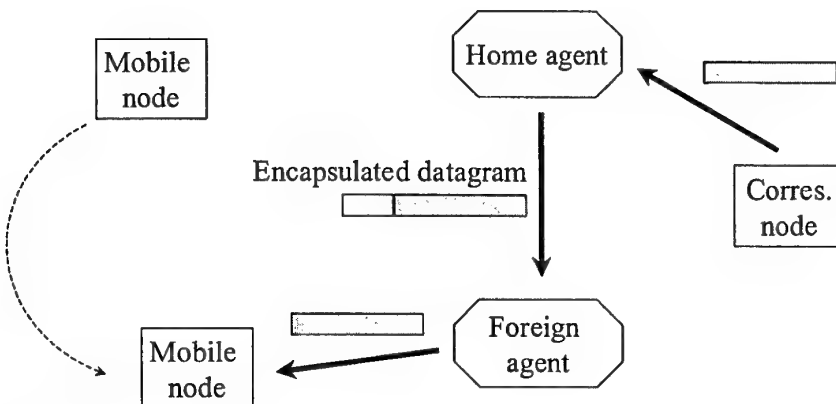 Mobile
node
Home agent
Encapsulated datagram
Corres.
node
Mobile
node
Foreign
agent